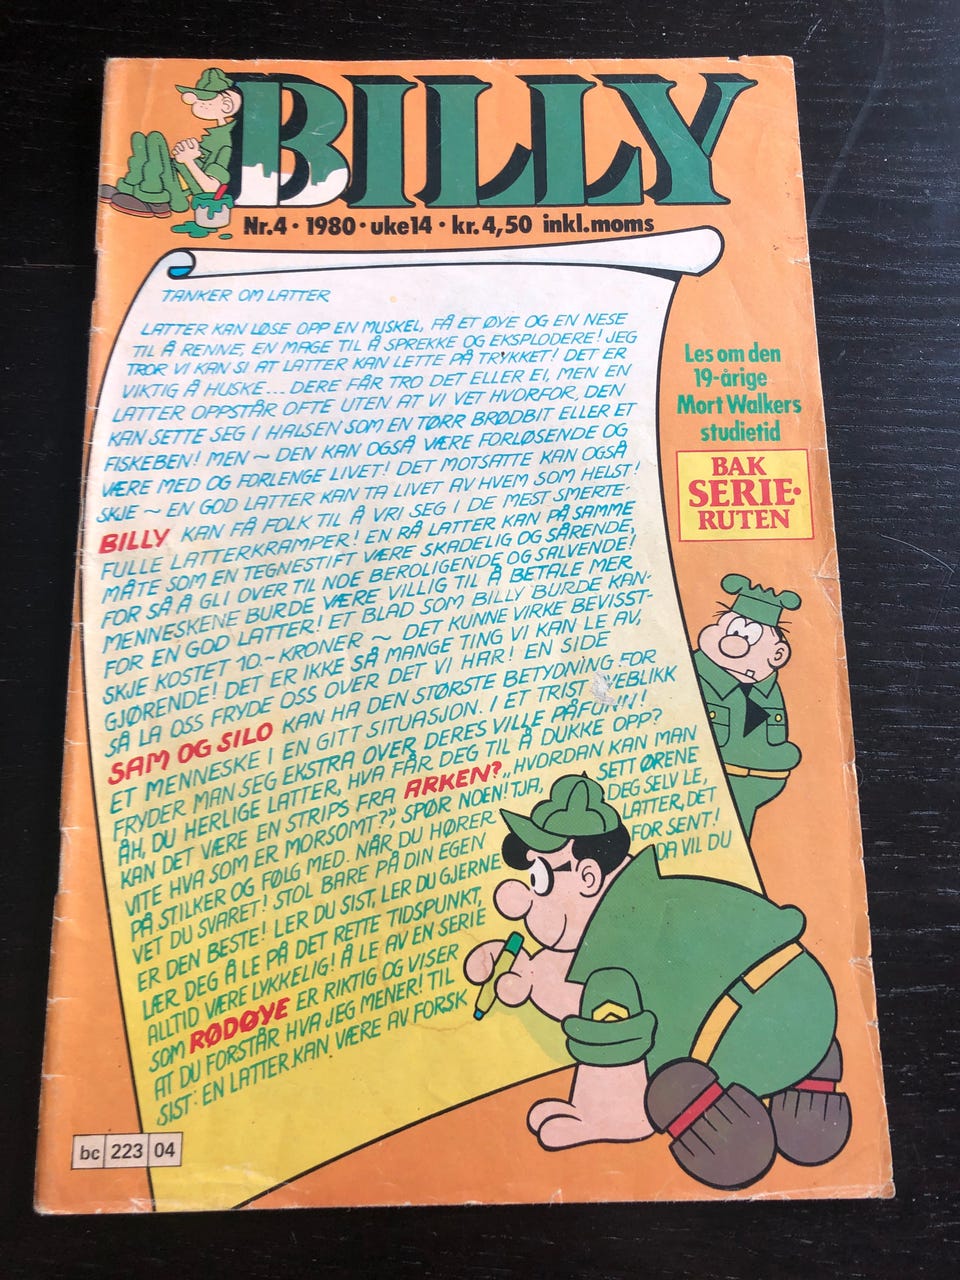 BILLY
Nr.4 · 1980 · uke14 · kr. 4,50 inkl.moms
TANKER OM LATTER
LATTER KAN LØSE OPP EN MUSKEL, FÅ ET ØYE OG EN NESE
TIL Å RENNE, EN MAGE TIL Å SPREKKE OG EKSPLODERE! JEG
TROR VI KAN SI AT LATTER KAN LETTE PÅ TRYKKET! DET ER
VIKTIG Å HUSKE... DERE FÅR TRO DET ELLER EI, MEN EN
LATTER OPPSTÅR OFTE UTEN AT VI VET HVORFOR, DEN
KAN SETTE SEG I HALSEN SOM EN TØRR BRØDBIT ELLER ET
FISKEBEN! MEN ~ DEN KAN OGSÅ VÆRE FORLØSENDE OG
VÆRE MED OG FORLENGE LIVET! DET MOTSATTE KAN OGSÅ
SKJE ~ EN GOD LATTER KAN TA LIVET AV HVEM SOM HELST!
BILLY KAN FÅ FOLK TIL Å VRI SEG I DE MEST SMERTE-
FULLE LATTERKRAMPER! EN RÅ LATTER KAN PÅ SAMME
MÅTE SOM EN TEGNESTIFT VÆRE SKADELIG OG SÅRENDE,
FOR SÅ Å GLI OVER TIL NOE BEROLIGENDE OG SALVENDE!
MENNESKENE BURDE VÆRE VILLIG TIL Å BETALE MER
FOR EN GOD LATTER! ET BLAD SOM BILLY BURDE KAN-
SKJE KOSTET 10.- KRONER ~ DET KUNNE VIRKE BEVISST-
GJØRENDE! DET ER IKKE SÅ MANGE TING VI KAN LE AV,
SÅ LA OSS FRYDE OSS OVER DET VI HAR! EN SIDE
SAM OG SILO KAN HA DEN STØRSTE BETYDNING FOR
ET MENNESKE I EN GITT SITUASJON. I ET TRIST ØYEBLIKK
FRYDER MAN SEG EKSTRA OVER DERES VILLE PÅFUNN!
ÅH, DU HERLIGE LATTER, HVA FÅR DEG TIL Å DUKKE OPP?
KAN DET VÆRE EN STRIPS FRA ARKEN? "HVORDAN KAN MAN
VITE HVA SOM ER MORSOMT?", SPØR NOEN! TJA, SETT ØRENE
PÅ STILKER OG FØLG MED. NÅR DU HØRER DEG SELV LE,
VET DU SVARET! STOL BARE PÅ DIN EGEN LATTER, DET
ER DEN BESTE! LER DU SIST, LER DU GJERNE FOR SENT!
LÆR DEG Å LE PÅ DET RETTE TIDSPUNKT, DA VIL DU
ALLTID VÆRE LYKKELIG! Å LE AV EN SERIE
SOM RØDØYE ER RIKTIG OG VISER
AT DU FORSTÅR HVA JEG MENER! TIL
SIST: EN LATTER KAN VÆRE AV FORSK
Les om den
19-årige
Mort Walkers
studietid
BAK
SERIE-
RUTEN
bc 223 04